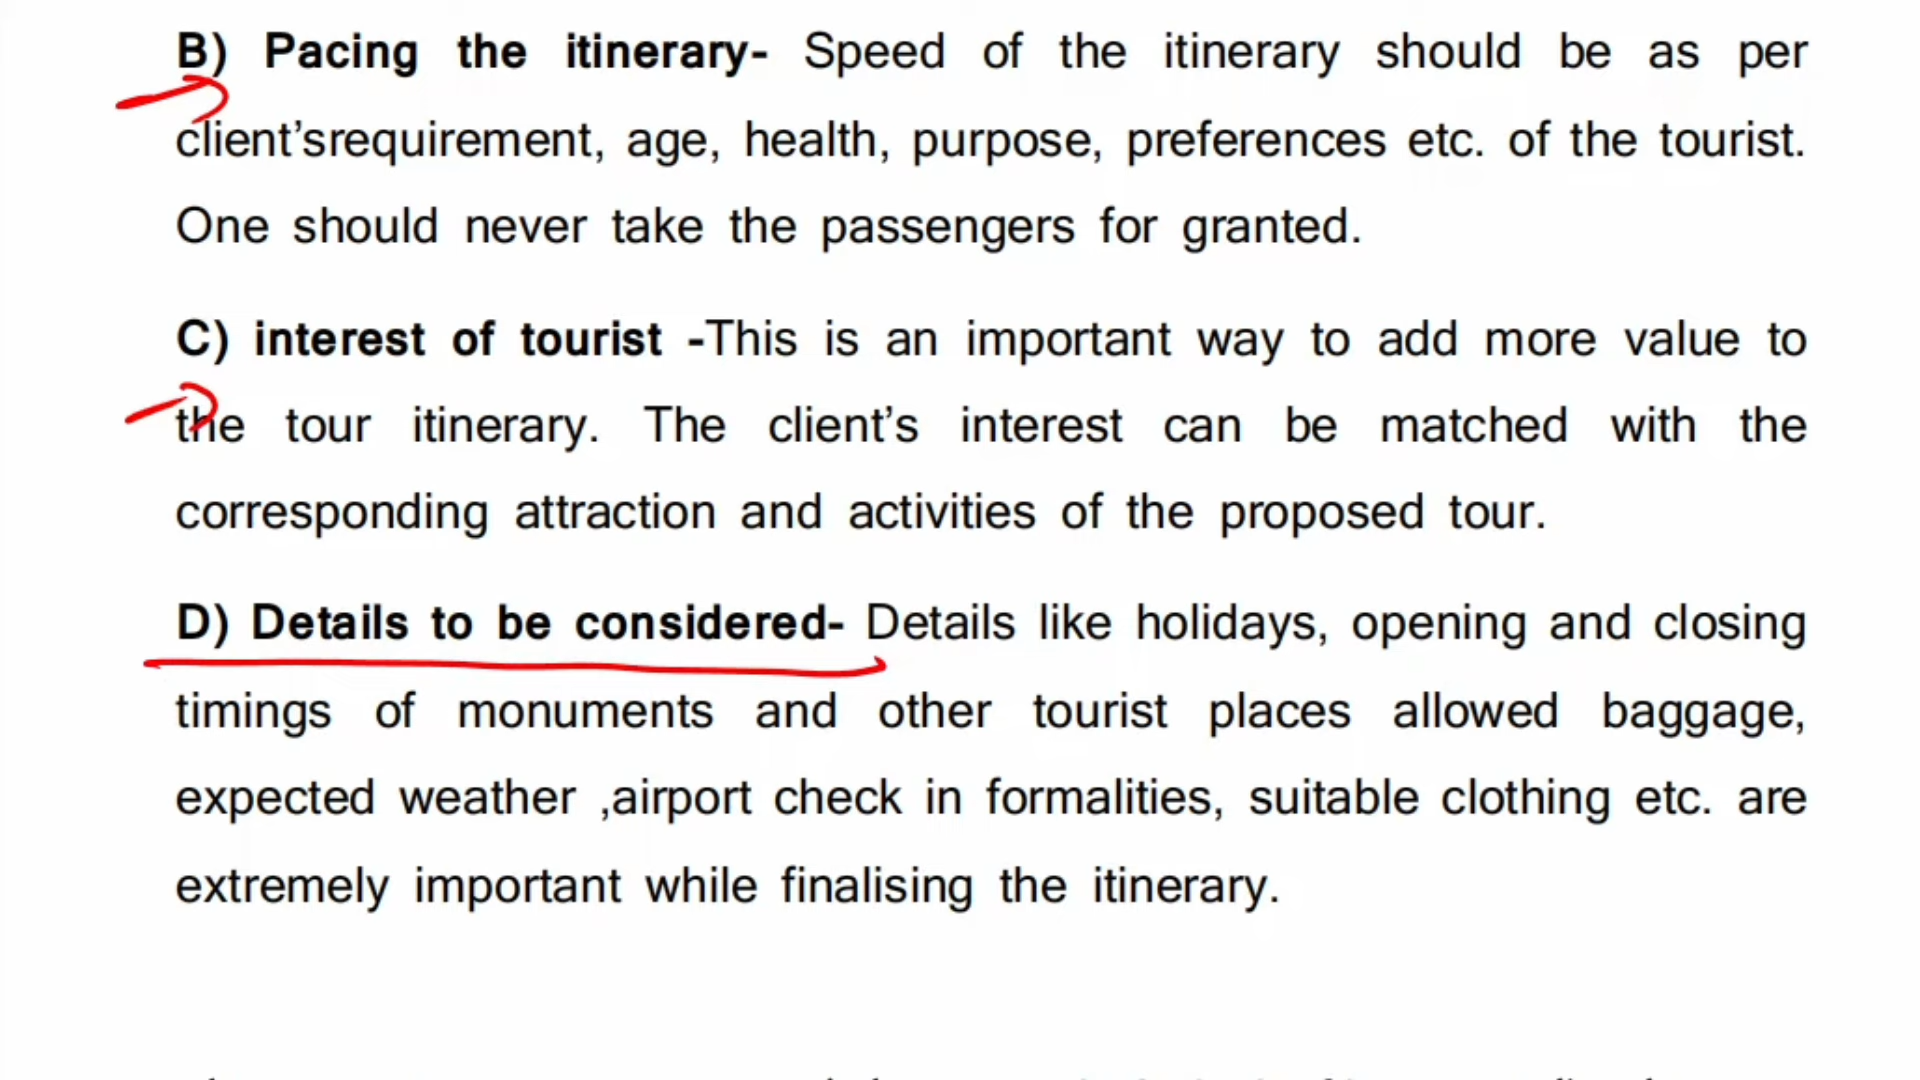 B) Pacing the itinerary- Speed of the itinerary should be as per
client’srequirement, age, health, purpose, preferences etc. of the tourist.
One should never take the passengers for granted.
C) interest of tourist -This is an important way to add more value to
the tour itinerary. The client’s interest can be matched with the
corresponding attraction and activities of the proposed tour.
D) Details to be considered- Details like holidays, opening and closing
timings of monuments and other tourist places allowed baggage,
expected weather ,airport check in formalities, suitable clothing etc. are
extremely important while finalising the itinerary.